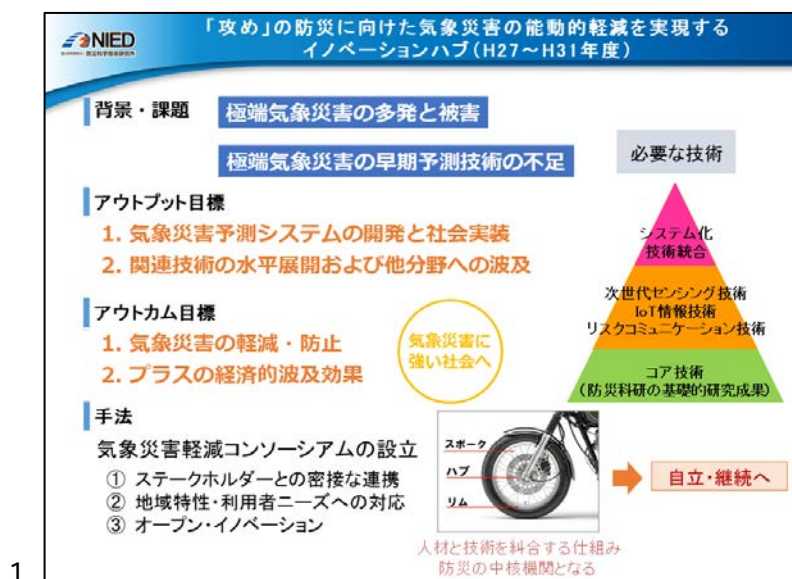 NIED
「攻め」の防災に向けた気象災害の能動的軽減を実現する
イノベーションハブ(H27～H31年度)
背景・課題
極端気象災害の多発と被害
極端気象災害の早期予測技術の不足
必要な技術
アウトプット目標
1. 気象災害予測システムの開発と社会実装
2. 関連技術の水平展開および他分野への波及
システム化
技術統合
次世代センシング技術
IoT情報技術
リスクコミュニケーション技術
コア技術
(防災科研の基礎的研究成果)
アウトカム目標
1. 気象災害の軽減・防止
2. プラスの経済的波及効果
気象災害に
強い社会へ
手法
気象災害軽減コンソーシアムの設立
① ステークホルダーとの密接な連携
② 地域特性・利用者ニーズへの対応
③ オープン・イノベーション
スポーク
ハブ
リム
自立・継続へ
人材と技術を糾合する仕組み
防災の中核機関となる
1